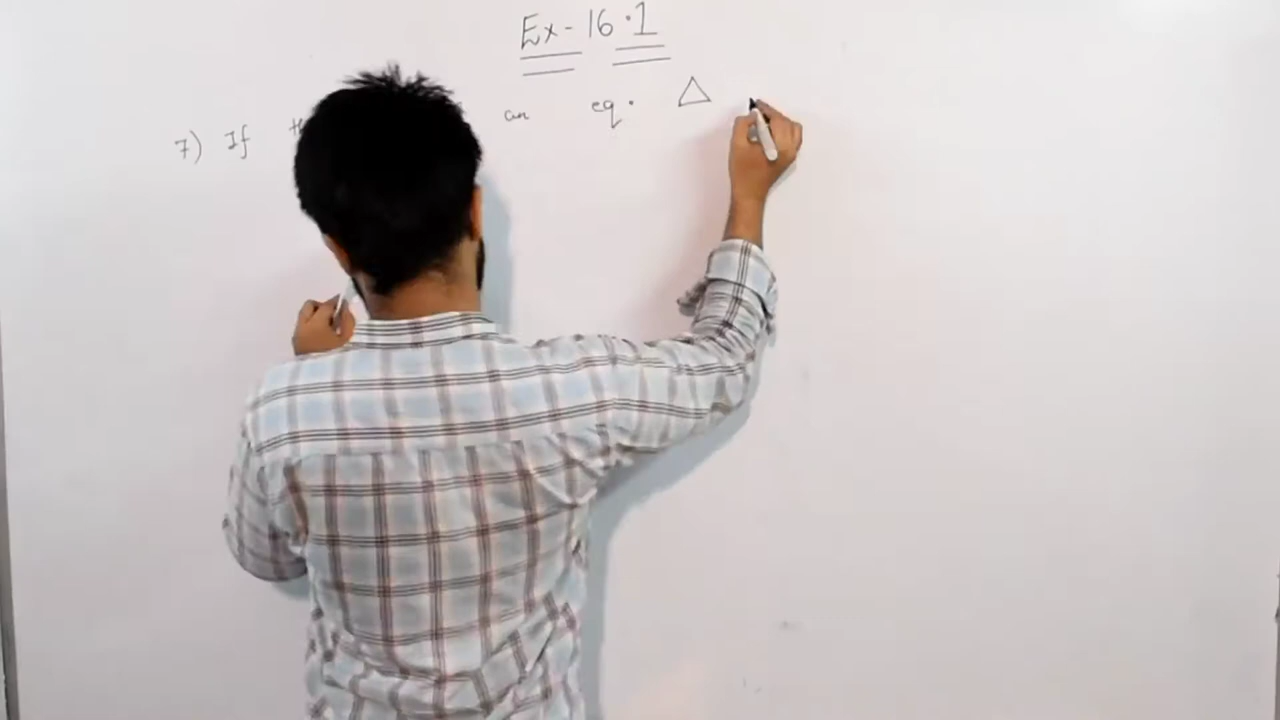 Ex-16.1
7) If an eq. △